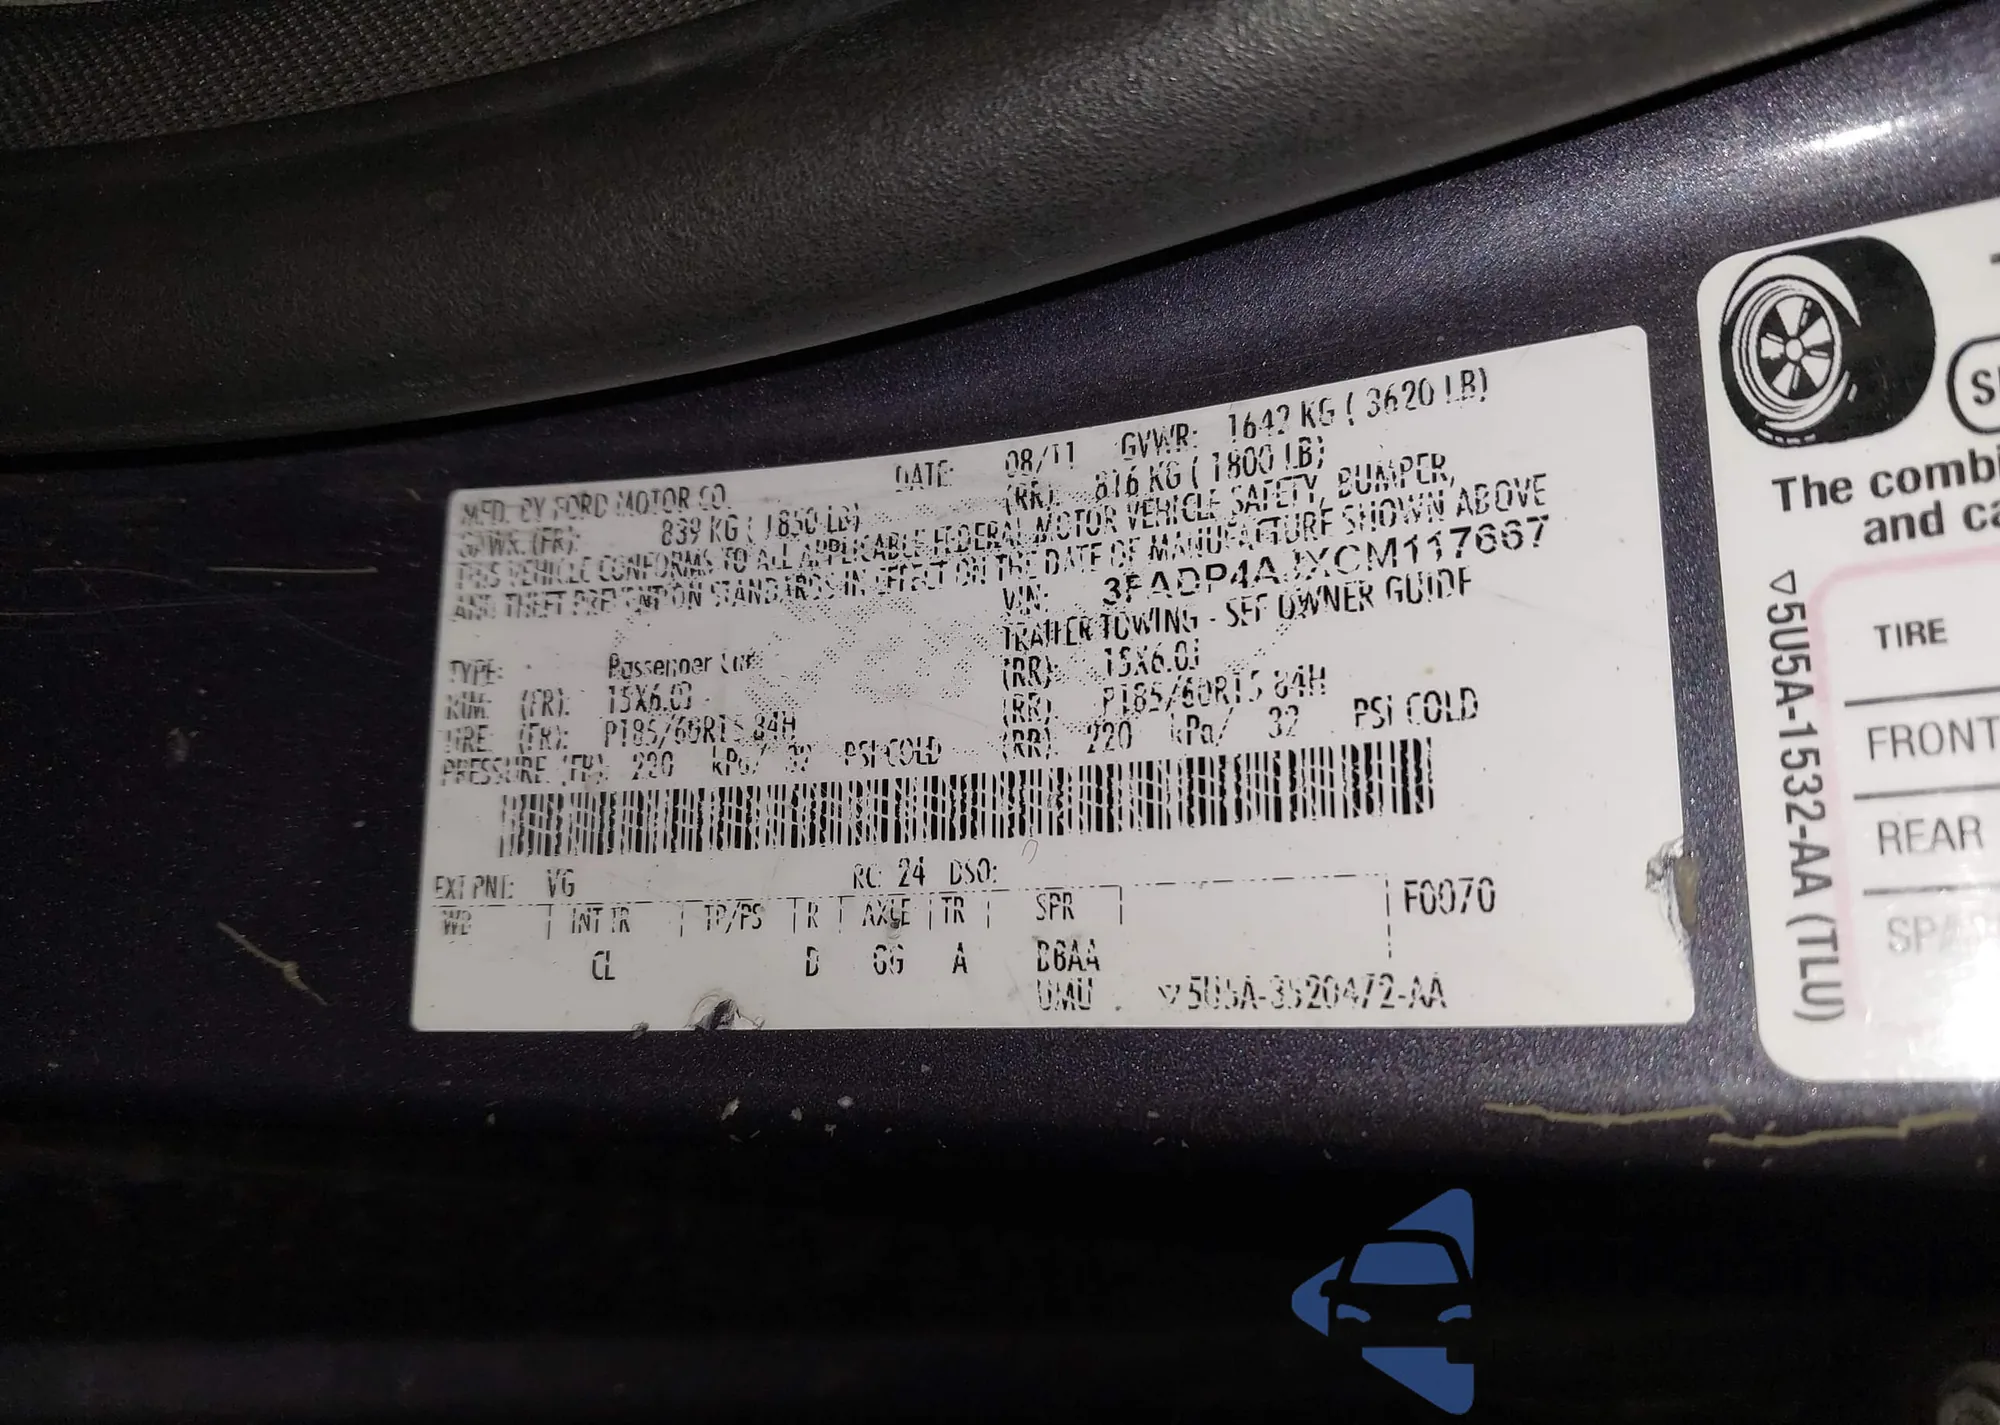 MFD. BY FORD MOTOR CO.
DATE: 08/11 GVWR: 1642 KG ( 3620 LB)
GAWR (FR): 839 KG ( 1850 LB) (RR): 816 KG ( 1800 LB)
THIS VEHICLE CONFORMS TO ALL APPLICABLE FEDERAL MOTOR VEHICLE SAFETY, BUMPER,
AND THEFT PREVENTION STANDARDS IN EFFECT ON THE DATE OF MANUFACTURE SHOWN ABOVE
VIN: 3FADP4AJXCM117667
TYPE: Passenger Car TRAILER TOWING - SEE OWNER GUIDE
RIM: (FR): 15X6.0J (RR): 15X6.0J
TIRE: (FR): P185/60R15 84H (RR): P185/60R15 84H
PRESSURE: (FR): 220 kPa/ 32 PSI COLD (RR): 220 kPa/ 32 PSI COLD
EXT PNT: VG RC: 24 DSO:
WB INT TR TP/PS R AXLE TR SPR F0070
CL D GG A B6AA
UMU 5U5A-3520472-AA
The combi
and ca
5U5A-1532-AA (TLU)
TIRE
FRONT
REAR